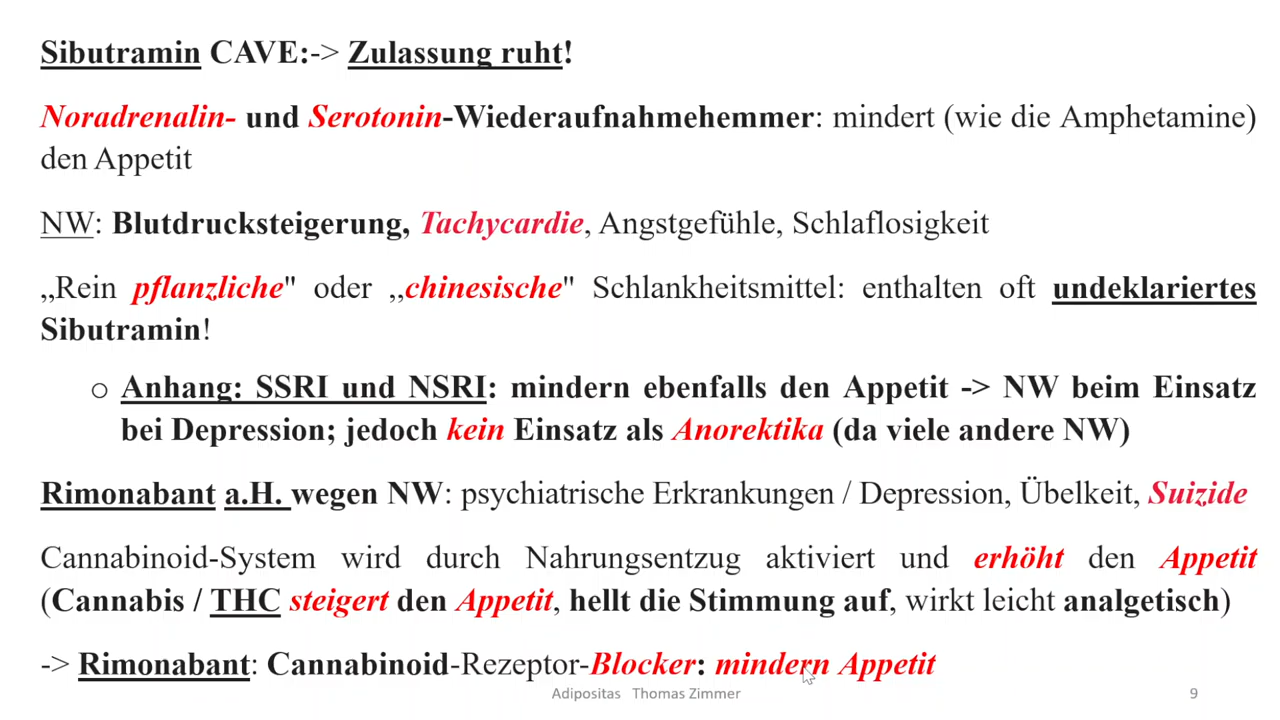 Sibutramin CAVE:-> Zulassung ruht!
Noradrenalin- und Serotonin-Wiederaufnahmehemmer: mindert (wie die Amphetamine)
den Appetit
NW: Blutdrucksteigerung, Tachycardie, Angstgefühle, Schlaflosigkeit
„Rein pflanzliche" oder ,,chinesische" Schlankheitsmittel: enthalten oft undeklariertes
Sibutramin!
o Anhang: SSRI und NSRI: mindern ebenfalls den Appetit -> NW beim Einsatz
bei Depression; jedoch kein Einsatz als Anorektika (da viele andere NW)
Rimonabant a.H. wegen NW: psychiatrische Erkrankungen / Depression, Übelkeit, Suizide
Cannabinoid-System wird durch Nahrungsentzug aktiviert und erhöht den Appetit
(Cannabis / THC steigert den Appetit, hellt die Stimmung auf, wirkt leicht analgetisch)
-> Rimonabant: Cannabinoid-Rezeptor-Blocker: mindern Appetit
Adipositas Thomas Zimmer 9